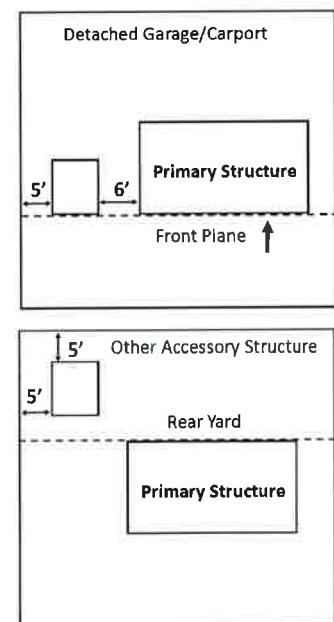 Detached Garage/Carport
Primary Structure
5’
6’
Front Plane
5’
Other Accessory Structure
5’
Rear Yard
Primary Structure